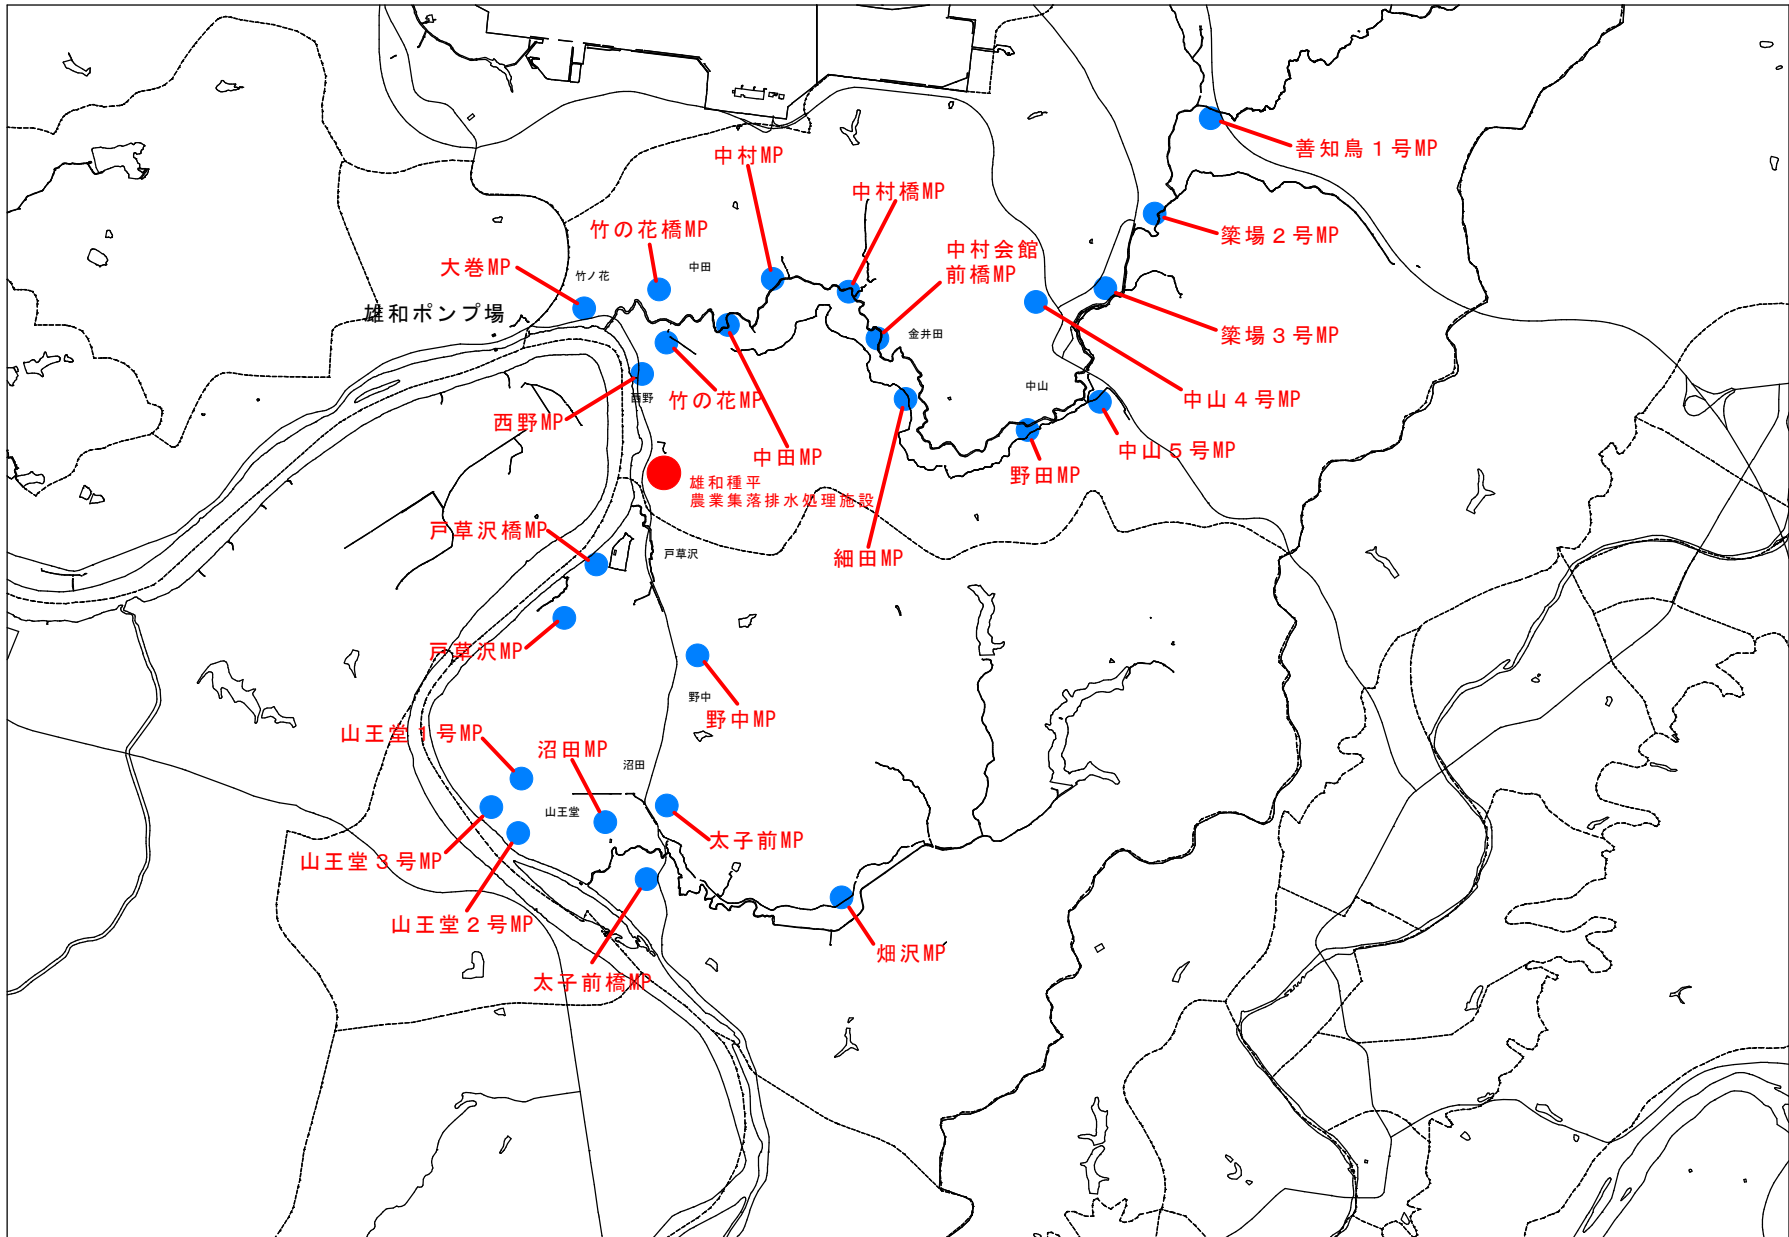 善知鳥１号MP
中村MP
中村橋MP
竹の花橋MP
簗場２号MP
中村会館
前橋MP
大巻MP
中田
竹ノ花
雄和ポンプ場
金井田
簗場３号MP
中山
中山４号MP
西野
竹の花MP
西野MP
中田MP
中山５号MP
野田MP
雄和種平
農業集落排水処理施設
戸草沢橋MP
戸草沢
細田MP
戸草沢MP
野中
野中MP
山王堂１号MP
沼田MP
沼田
山王堂
太子前MP
山王堂３号MP
山王堂２号MP
畑沢MP
太子前橋MP